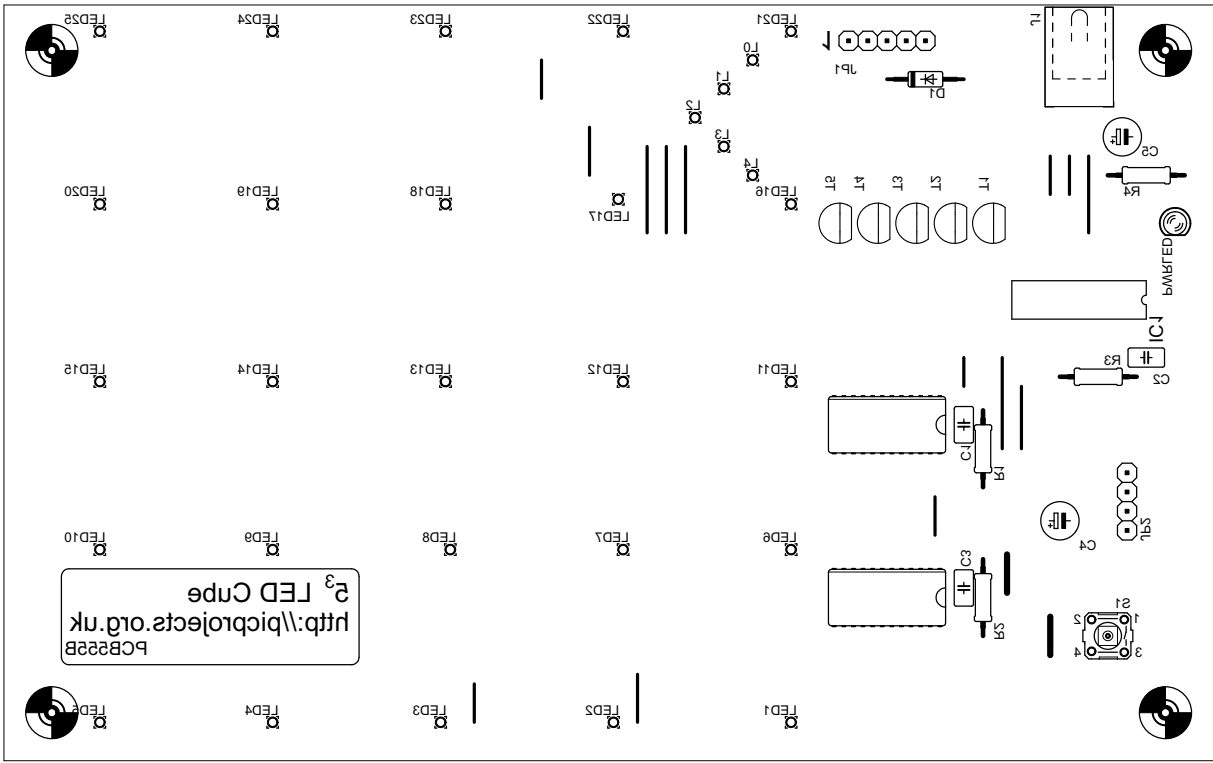 LED25 LED24 LED23 LED22 LED21
J1
L0
1
JP1
L1
D1
L2
L3
C5
L4
LED20 LED19 LED18 LED16
T5 T4 T3 T2 T1
R4
LED17
PWRLED
IC1
LED15 LED14 LED13 LED12 LED11
R3
C2
C1
R1
JP2
LED10 LED9 LED8 LED7 LED6
C4
C3
5³ LED Cube
http://picprojects.org.uk
PCB555B
R2
S1
2 1
4 3
LED5 LED4 LED3 LED2 LED1